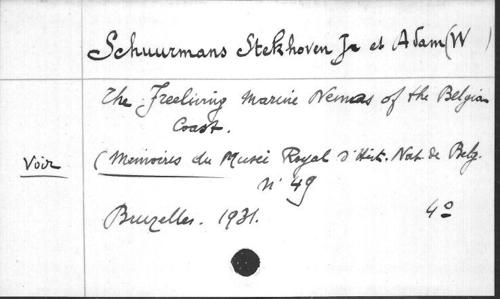 Schuurmans Stekhoven Jr et Adam (W )
The Freeliving Marine Nemas of the Belgian
Coast.
Voir
(Mémoires du Musée Royal d'Hist. Nat. de Belg.
N° 49
Bruxelles. 1931. 4°